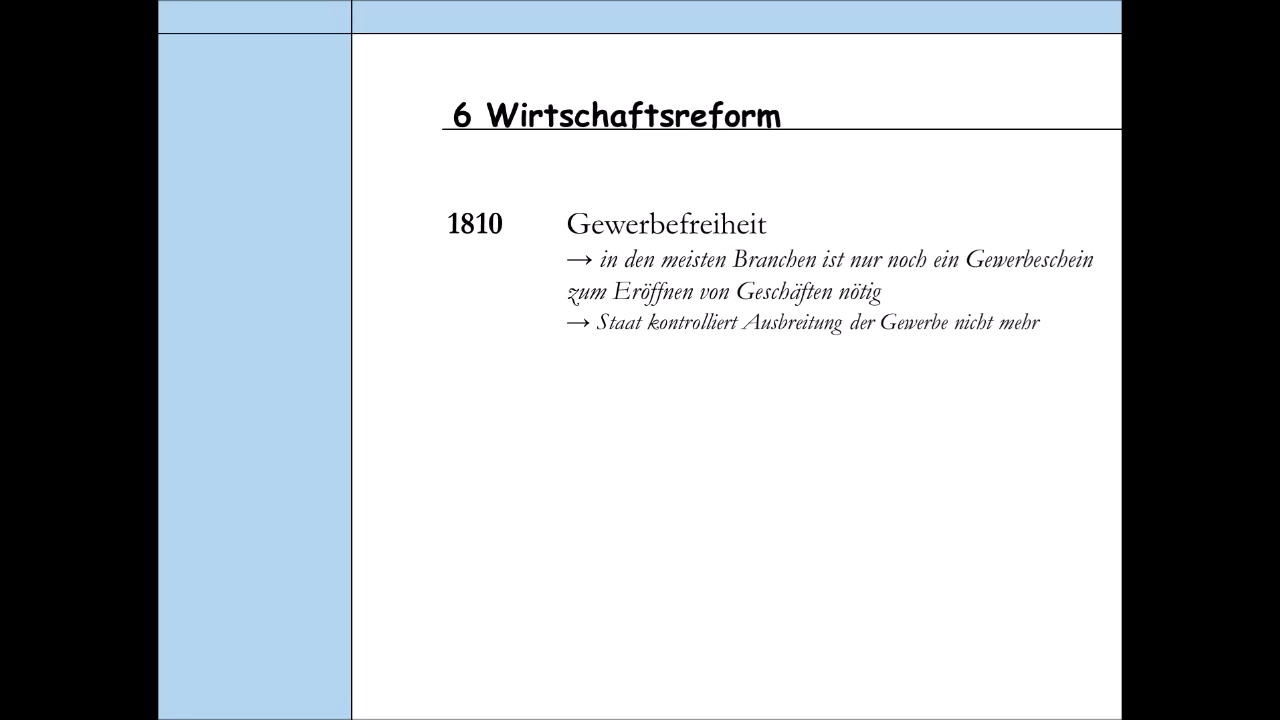 6 Wirtschaftsreform
1810 Gewerbefreiheit
→ in den meisten Branchen ist nur noch ein Gewerbeschein
zum Eröffnen von Geschäften nötig
→ Staat kontrolliert Ausbreitung der Gewerbe nicht mehr